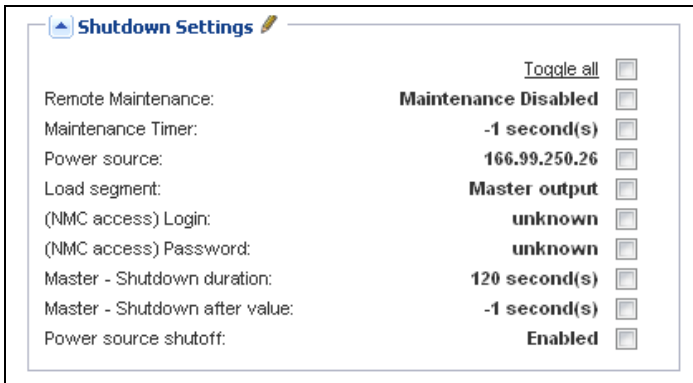 Shutdown Settings
Toggle all
Remote Maintenance: Maintenance Disabled
Maintenance Timer: -1 second(s)
Power source: 166.99.250.26
Load segment: Master output
(NMC access) Login: unknown
(NMC access) Password: unknown
Master - Shutdown duration: 120 second(s)
Master - Shutdown after value: -1 second(s)
Power source shutoff: Enabled